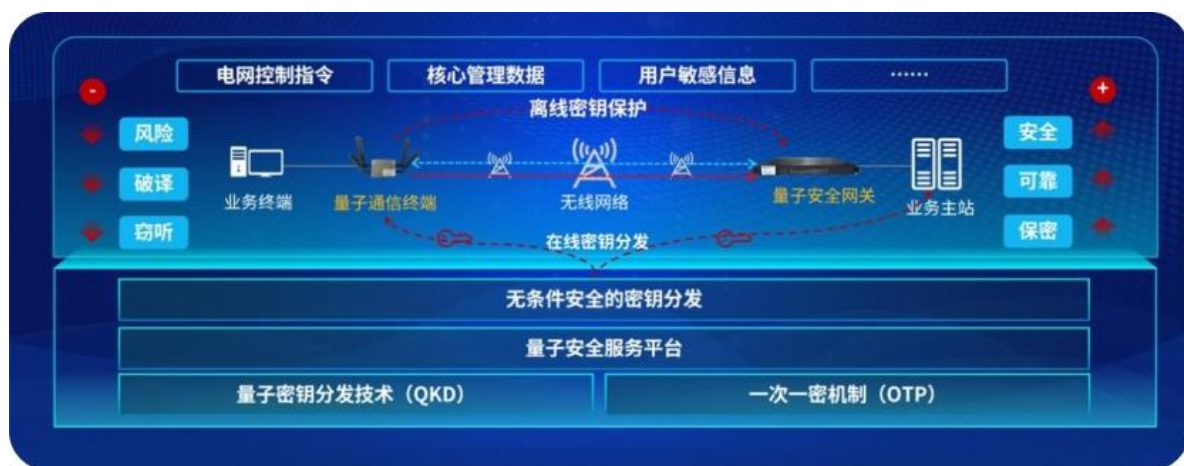 电网控制指令
核心管理数据
用户敏感信息
……
-
+
离线密钥保护
风险
安全
破译
可靠
窃听
保密
业务终端
量子通信终端
无线网络
量子安全网关
业务主站
在线密钥分发
无条件安全的密钥分发
量子安全服务平台
量子密钥分发技术（QKD）
一次一密机制（OTP）